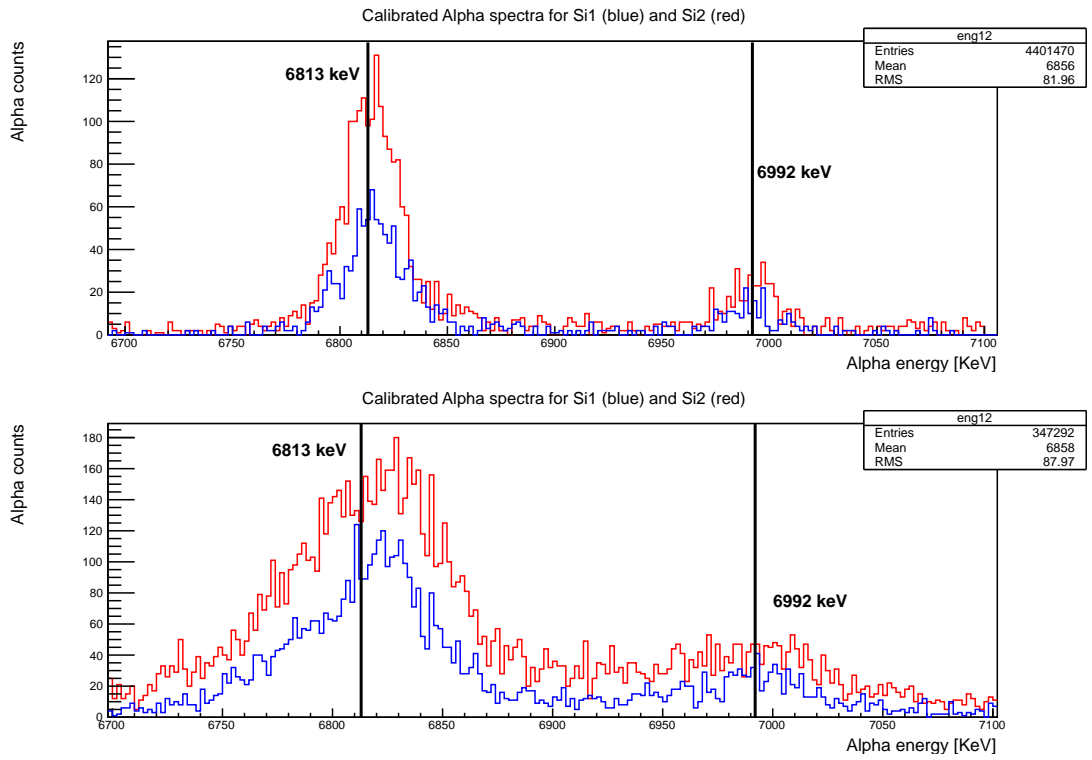 Calibrated Alpha spectra for Si1 (blue) and Si2 (red)
eng12
Entries 4401470
Mean 6856
RMS 81.96
Alpha counts
120
100
80
60
40
20
0
6813 keV
6992 keV
6700 6750 6800 6850 6900 6950 7000 7050 7100
Alpha energy [KeV]
Calibrated Alpha spectra for Si1 (blue) and Si2 (red)
eng12
Entries 347292
Mean 6858
RMS 87.97
Alpha counts
180
160
140
120
100
80
60
40
20
0
6813 keV
6992 keV
6700 6750 6800 6850 6900 6950 7000 7050 7100
Alpha energy [KeV]